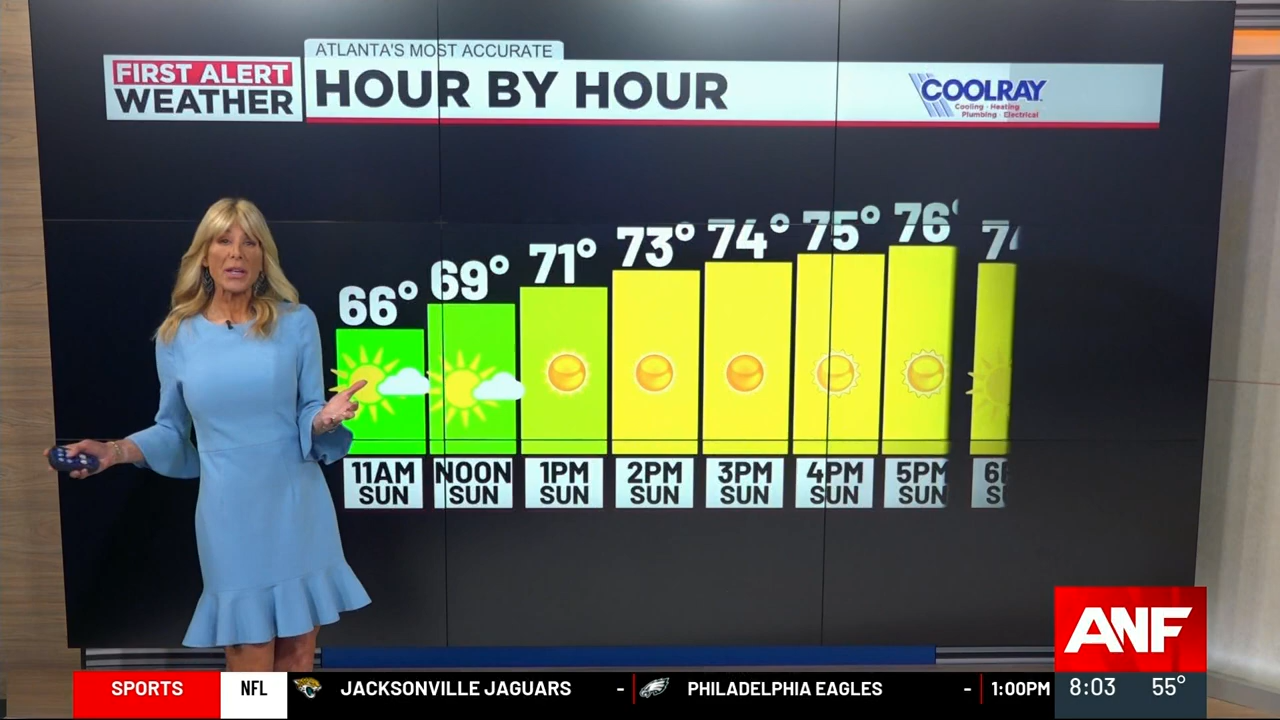 ATLANTA'S MOST ACCURATE
FIRST ALERT
WEATHER
HOUR BY HOUR
COOLRAY
Cooling · Heating
Plumbing · Electrical
66° 69° 71° 73° 74° 75° 76° 74
11AM NOON 1PM 2PM 3PM 4PM 5PM
SUN SUN SUN SUN SUN SUN SUN
ANF
SPORTS NFL JACKSONVILLE JAGUARS - PHILADELPHIA EAGLES - 1:00PM 8:03 55°